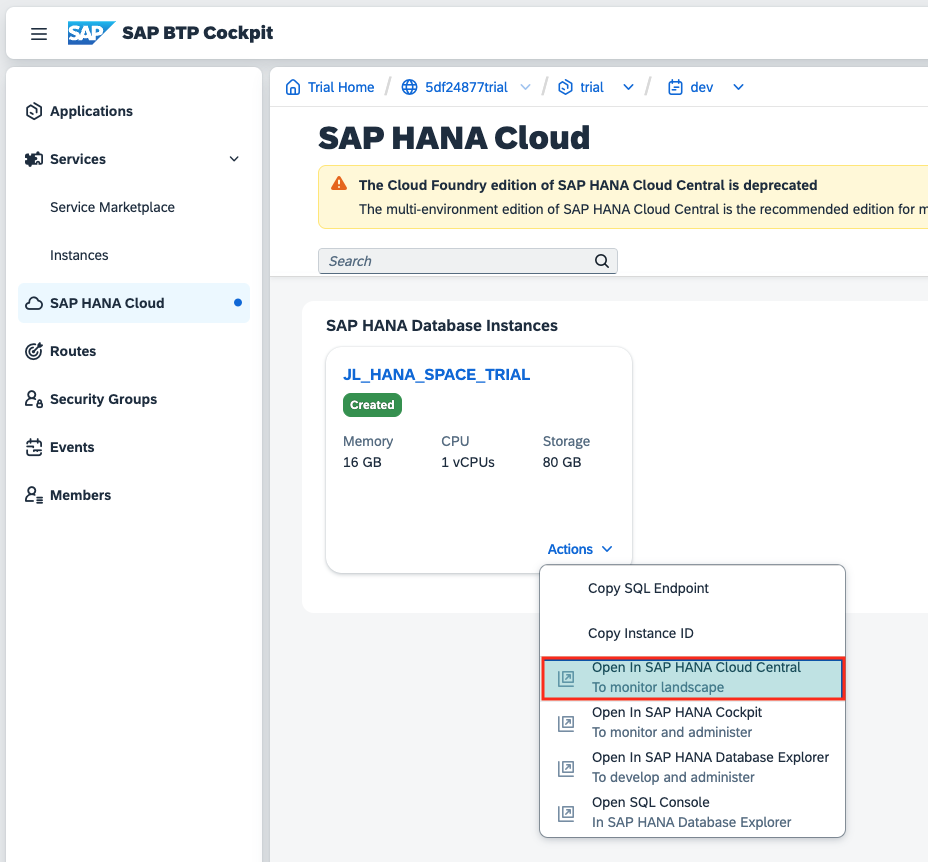 SAP SAP BTP Cockpit
Applications
Services
Service Marketplace
Instances
SAP HANA Cloud
Routes
Security Groups
Events
Members
Trial Home / 5df24877trial / trial / dev
SAP HANA Cloud
The Cloud Foundry edition of SAP HANA Cloud Central is deprecated
The multi-environment edition of SAP HANA Cloud Central is the recommended edition for m
Search
SAP HANA Database Instances
JL_HANA_SPACE_TRIAL
Created
Memory CPU Storage
16 GB 1 vCPUs 80 GB
Actions
Copy SQL Endpoint
Copy Instance ID
Open In SAP HANA Cloud Central
To monitor landscape
Open In SAP HANA Cockpit
To monitor and administer
Open In SAP HANA Database Explorer
To develop and administer
Open SQL Console
In SAP HANA Database Explorer